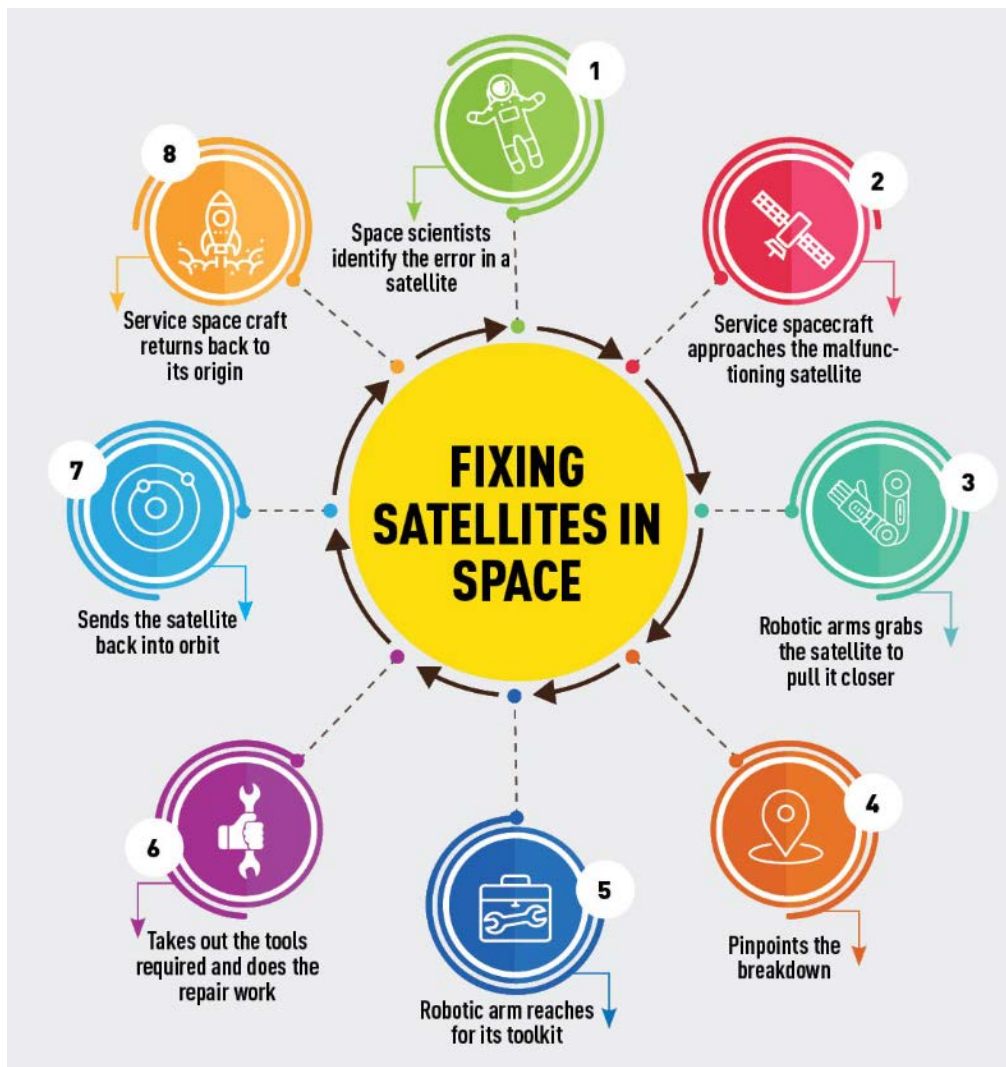 FIXING
SATELLITES IN
SPACE
1
Space scientists
identify the error in a
satellite
2
Service spacecraft
approaches the malfunc-
tioning satellite
3
Robotic arms grabs
the satellite to
pull it closer
4
Pinpoints the
breakdown
5
Robotic arm reaches
for its toolkit
6
Takes out the tools
required and does the
repair work
7
Sends the satellite
back into orbit
8
Service space craft
returns back to
its origin